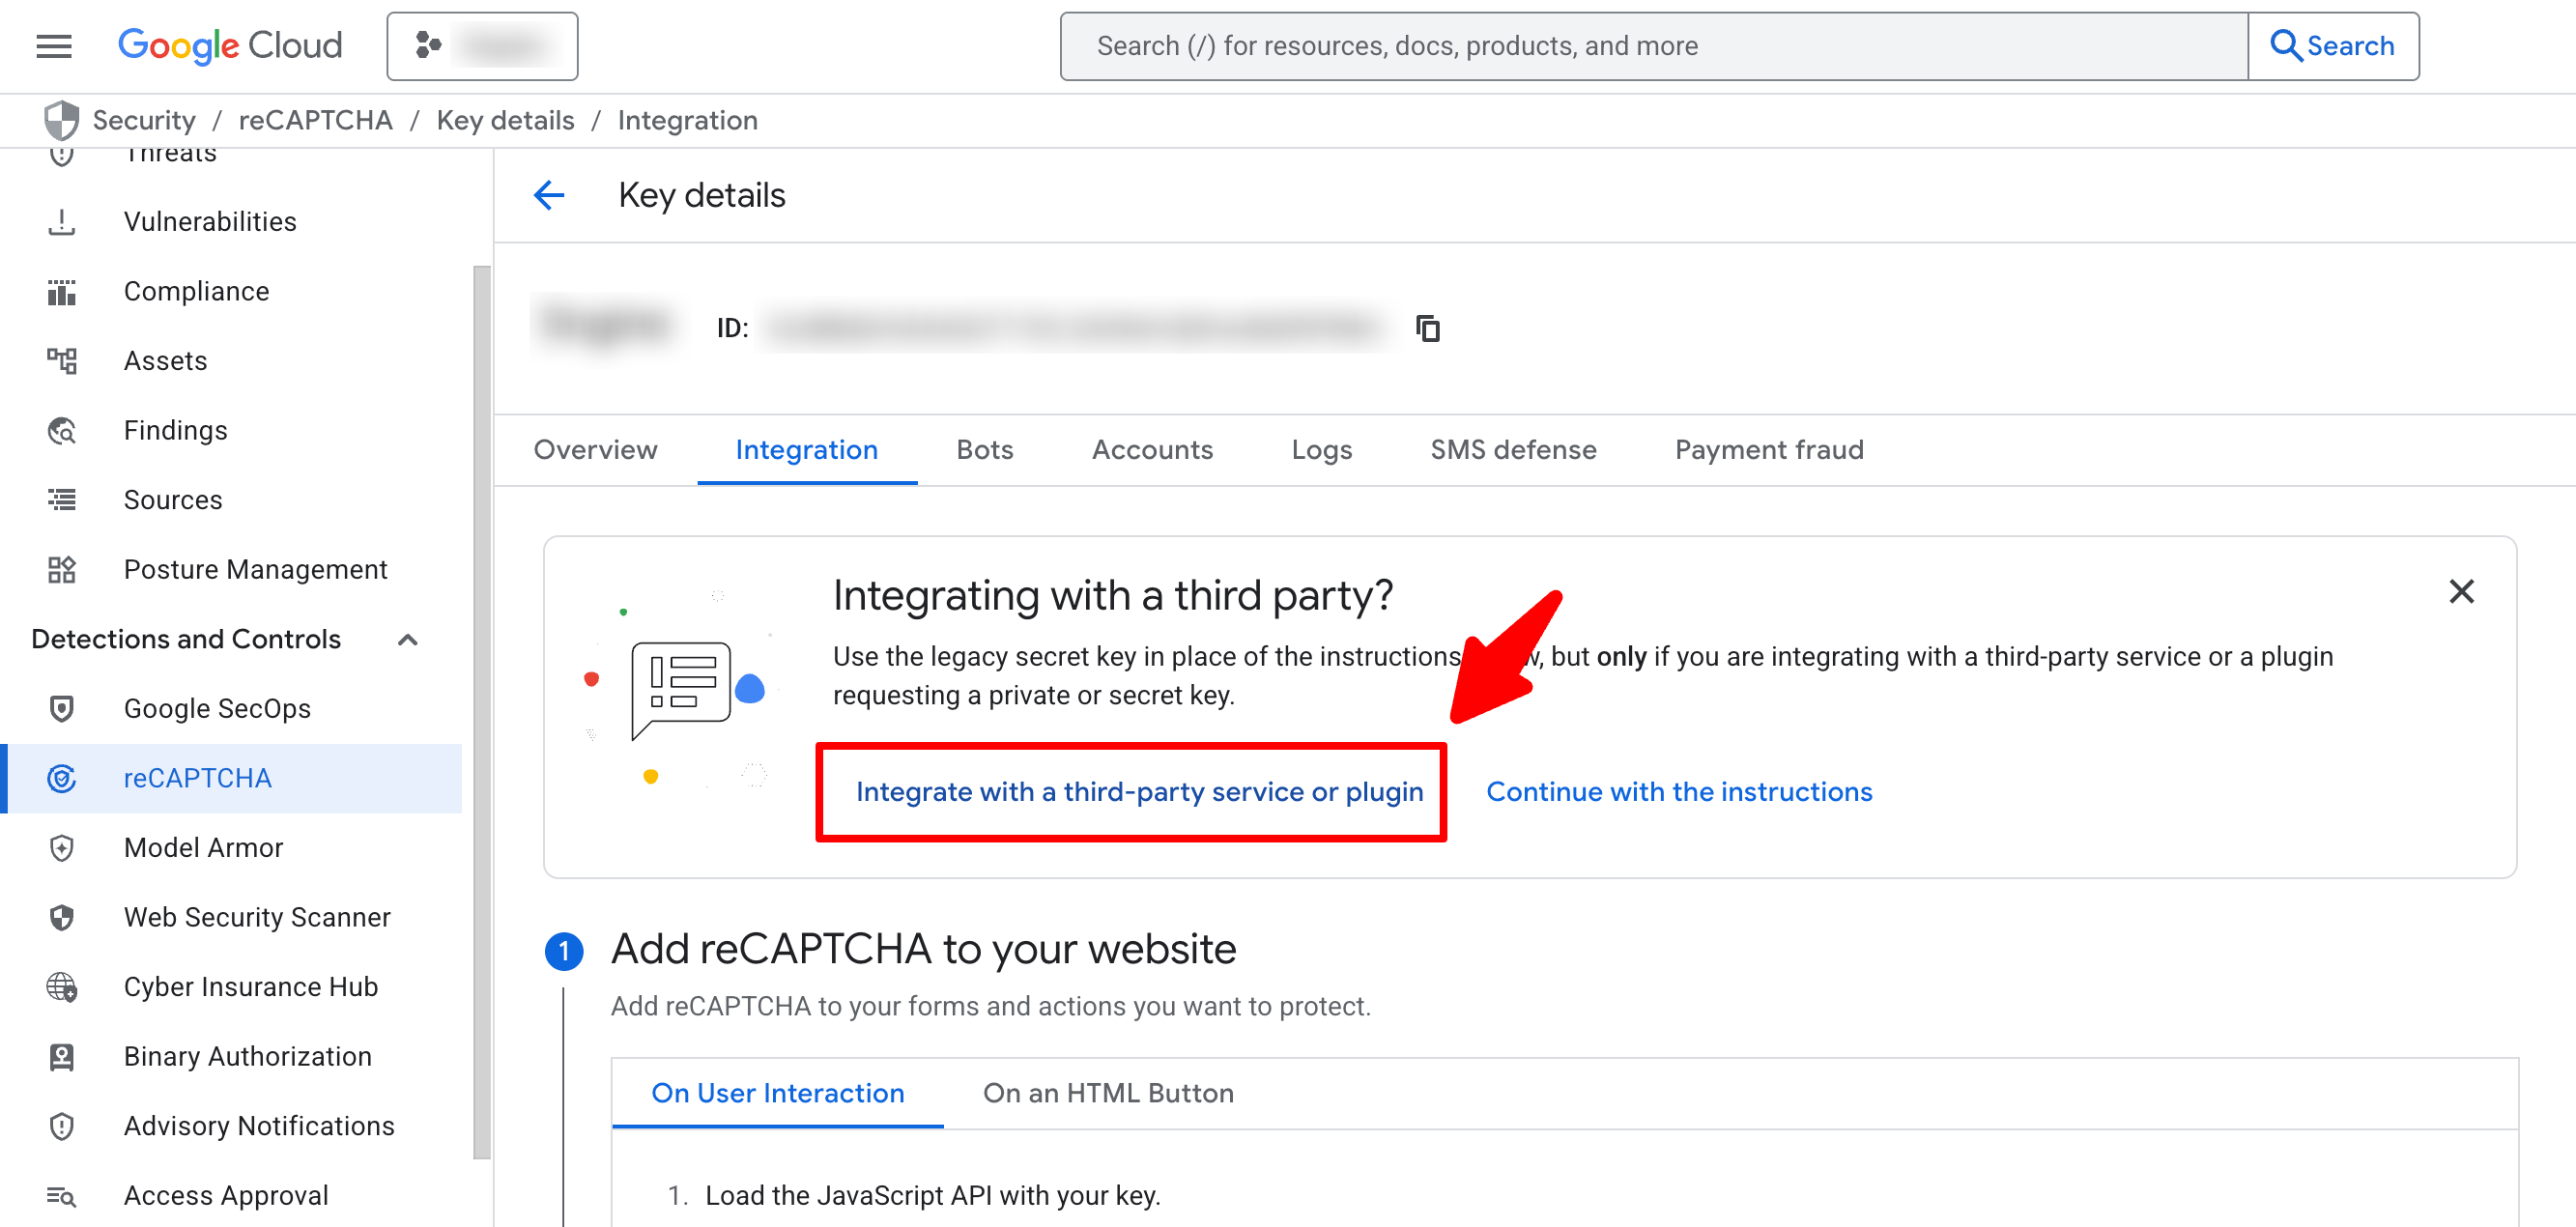 Google Cloud
Search (/) for resources, docs, products, and more
Search
Security / reCAPTCHA / Key details / Integration
Threats
Vulnerabilities
Compliance
Assets
Findings
Sources
Posture Management
Detections and Controls
Google SecOps
reCAPTCHA
Model Armor
Web Security Scanner
Cyber Insurance Hub
Binary Authorization
Advisory Notifications
Access Approval
Key details
ID:
Overview
Integration
Bots
Accounts
Logs
SMS defense
Payment fraud
Integrating with a third party?
Use the legacy secret key in place of the instructions , but only if you are integrating with a third-party service or a plugin
requesting a private or secret key.
Integrate with a third-party service or plugin
Continue with the instructions
1
Add reCAPTCHA to your website
Add reCAPTCHA to your forms and actions you want to protect.
On User Interaction
On an HTML Button
1. Load the JavaScript API with your key.